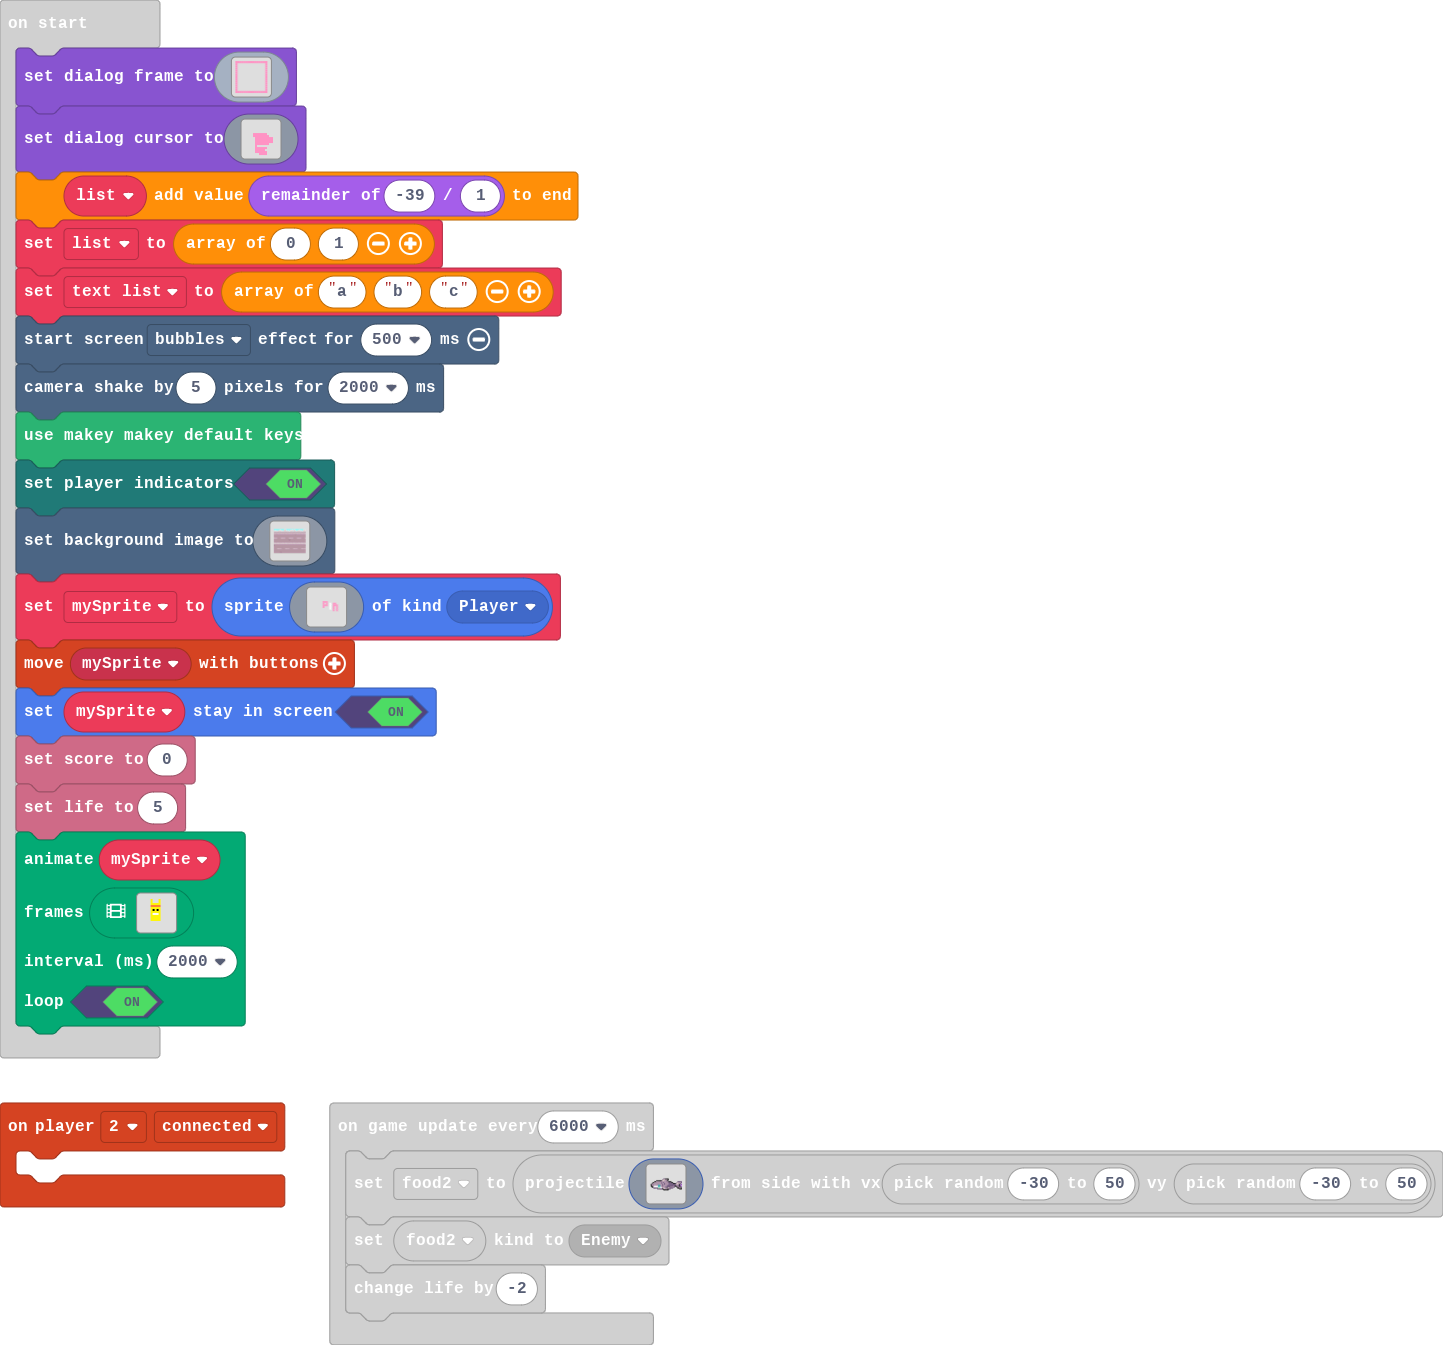 on start
set dialog frame to
set dialog cursor to
list add value remainder of -39 / 1 to end
set list to array of 0 1
set text list to array of "a" "b" "c"
start screen bubbles effect for 500 ms
camera shake by 5 pixels for 2000 ms
use makey makey default keys
set player indicators ON
set background image to
set mySprite to sprite of kind Player
move mySprite with buttons
set mySprite stay in screen ON
set score to 0
set life to 5
animate mySprite
frames
interval (ms) 2000
loop ON
on player 2 connected
on game update every 6000 ms
set food2 to projectile from side with vx pick random -30 to 50 vy pick random -30 to 50
set food2 kind to Enemy
change life by -2